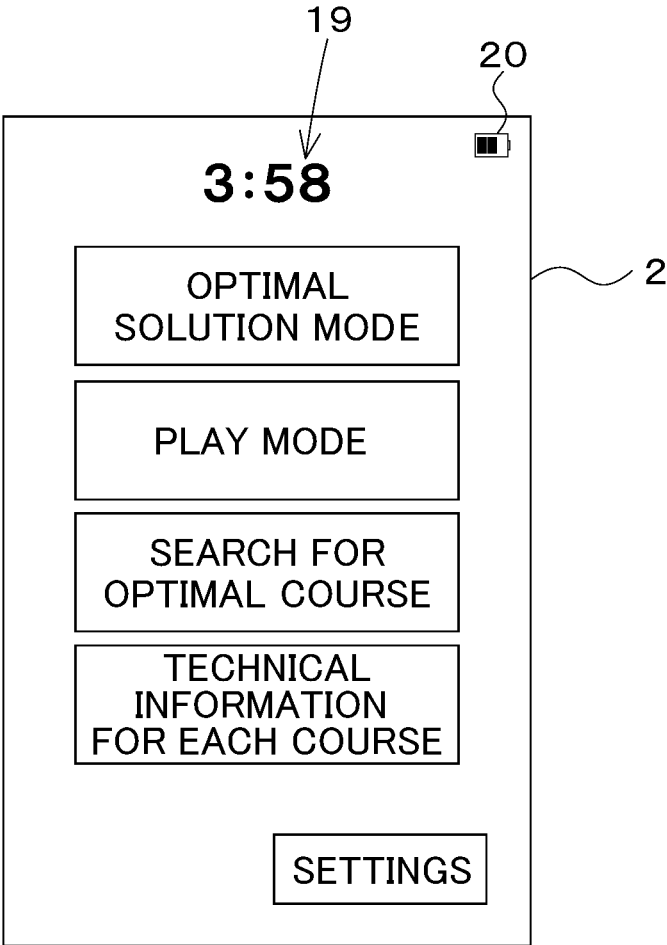 19
20
3:58
2
OPTIMAL
SOLUTION MODE
PLAY MODE
SEARCH FOR
OPTIMAL COURSE
TECHNICAL
INFORMATION
FOR EACH COURSE
SETTINGS